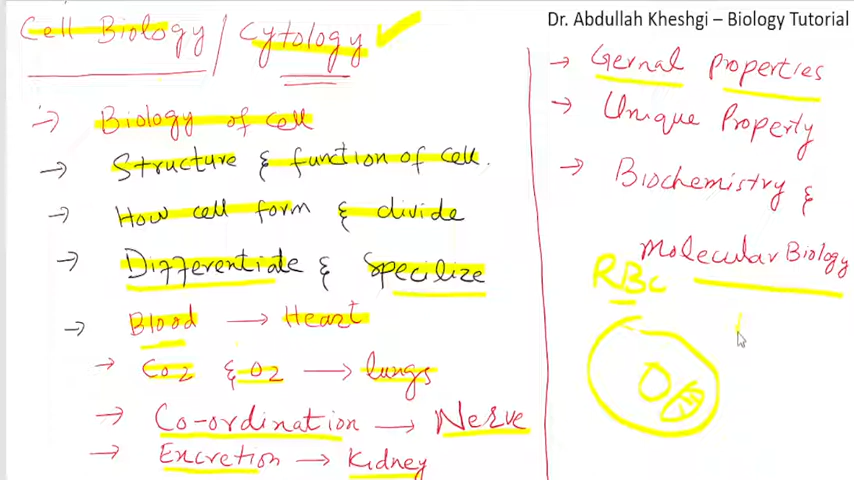 Dr. Abdullah Kheshgi – Biology Tutorial
Cell Biology / Cytology
→ Biology of cell
→ Structure & function of cell.
→ How cell form & divide
→ Differentiate & Specilize
→ Blood → Heart
→ CO2 & O2 → lungs
→ Co-ordination → Nerve
→ Excretion → Kidney
→ Gernal properties
→ Unique Property
→ Biochemistry &
Molecular Biology
RBC